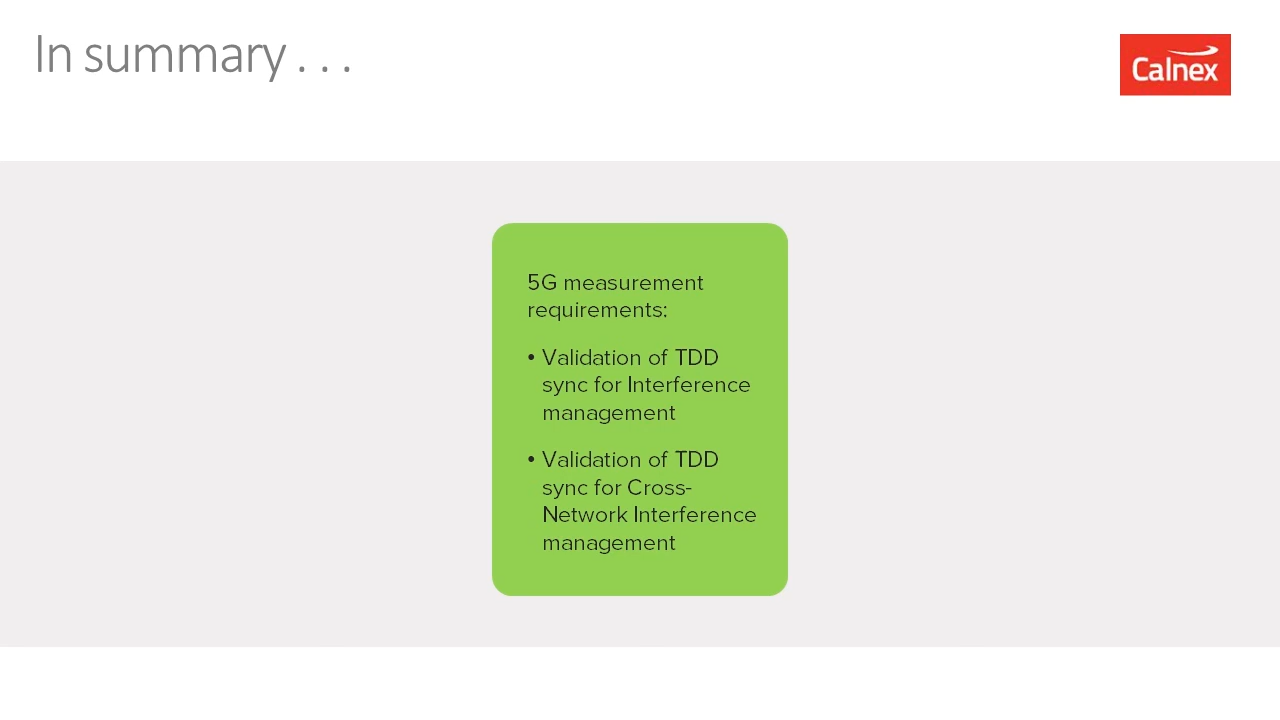 In summary . . .
Calnex
5G measurement
requirements:
• Validation of TDD
sync for Interference
management
• Validation of TDD
sync for Cross-
Network Interference
management